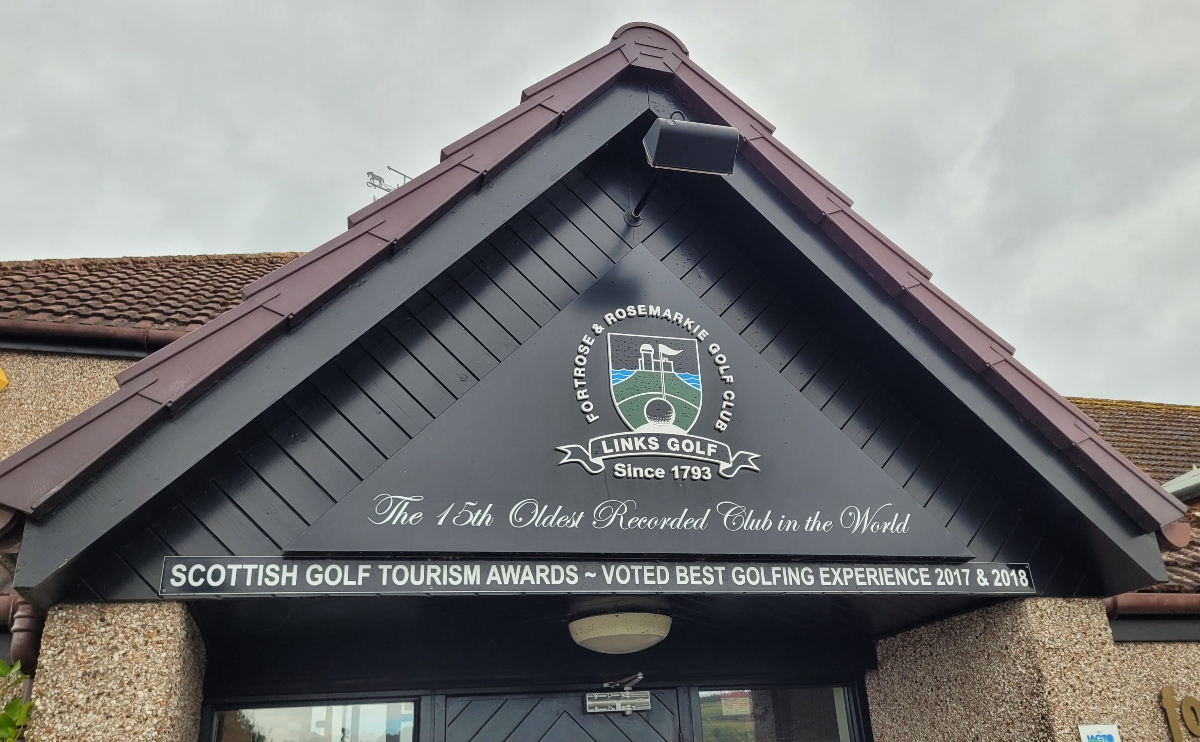 FORTROSE & ROSEMARKIE GOLF CLUB
LINKS GOLF
Since 1793
The 15th Oldest Recorded Club in the World
SCOTTISH GOLF TOURISM AWARDS ~ VOTED BEST GOLFING EXPERIENCE 2017 & 2018
IAGTO